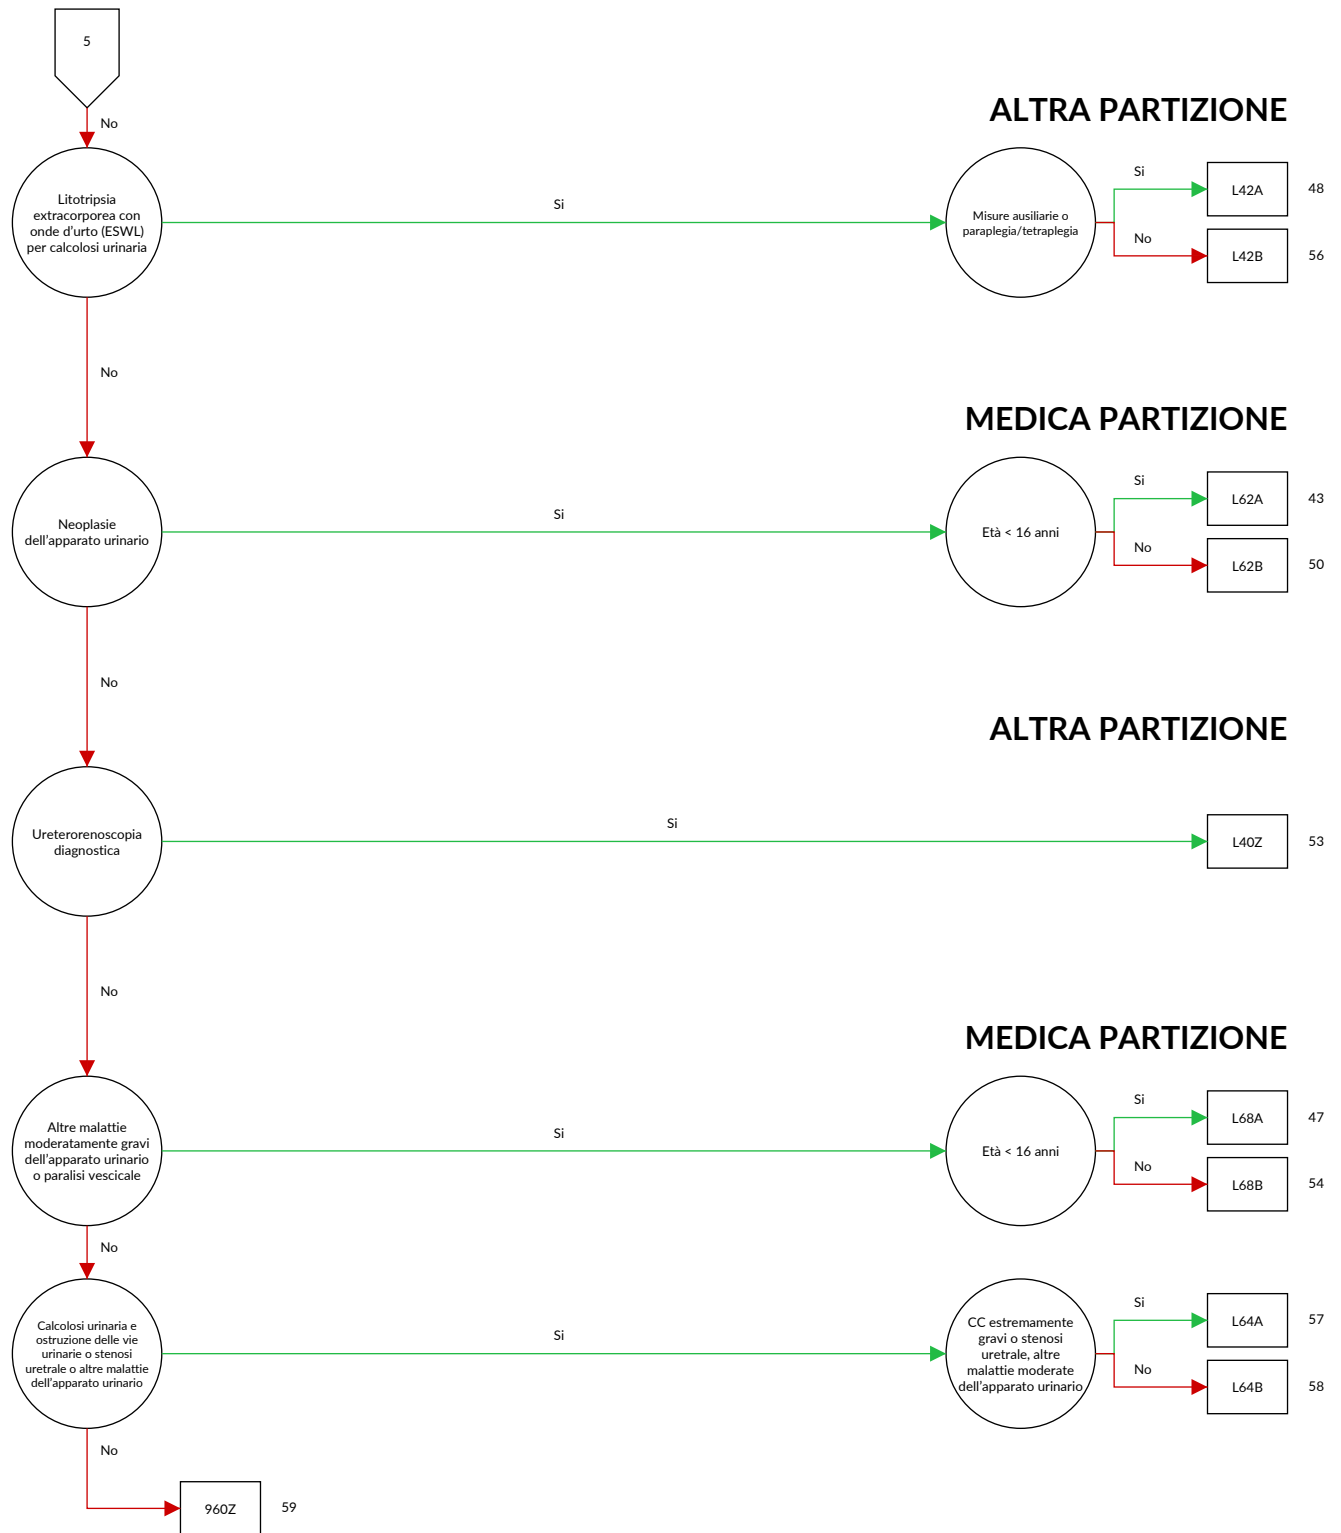 5
No
ALTRA PARTIZIONE
Litotripsia
extracorporea con
onde d'urto (ESWL)
per calcolosi urinaria
Si
Misure ausiliarie o
paraplegia/tetraplegia
Si
L42A
48
No
L42B
56
No
MEDICA PARTIZIONE
Neoplasie
dell'apparato urinario
Si
Età < 16 anni
Si
L62A
43
No
L62B
50
No
ALTRA PARTIZIONE
Ureterorenoscopia
diagnostica
Si
L40Z
53
No
MEDICA PARTIZIONE
Altre malattie
moderatamente gravi
dell'apparato urinario
o paralisi vescicale
Si
Età < 16 anni
Si
L68A
47
No
L68B
54
No
Calcolosi urinaria e
ostruzione delle vie
urinarie o stenosi
uretrale o altre malattie
dell'apparato urinario
Si
CC estremamente
gravi o stenosi
uretrale, altre
malattie moderate
dell'apparato urinario
Si
L64A
57
No
L64B
58
No
960Z
59